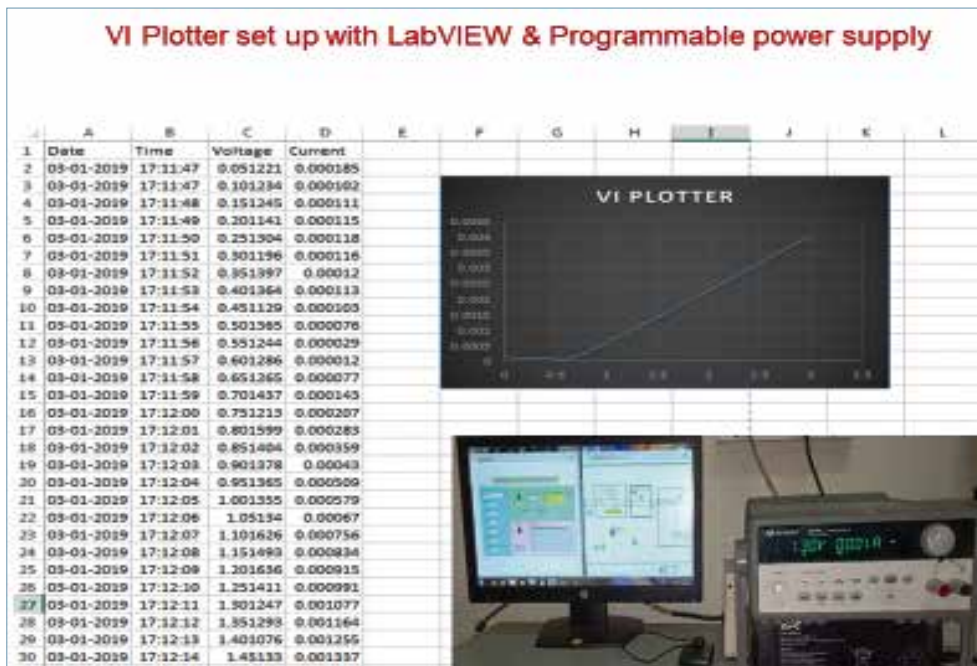 VI Plotter set up with LabVIEW & Programmable power supply
A B C D E F G H I J K L
1 Date Time Voltage Current
2 03-01-2019 17:11:47 0.051221 0.000185
3 03-01-2019 17:11:47 0.101234 0.000102
4 03-01-2019 17:11:48 0.151245 0.000111
5 03-01-2019 17:11:49 0.201141 0.000115
6 03-01-2019 17:11:50 0.251304 0.000118
7 03-01-2019 17:11:51 0.301196 0.000116
8 03-01-2019 17:11:52 0.351397 0.00012
9 03-01-2019 17:11:53 0.401364 0.000113
10 03-01-2019 17:11:54 0.451129 0.000103
11 03-01-2019 17:11:55 0.501365 0.000076
12 03-01-2019 17:11:56 0.551244 0.000029
13 03-01-2019 17:11:57 0.601286 0.000012
14 03-01-2019 17:11:58 0.651265 0.000077
15 03-01-2019 17:11:59 0.701437 0.000143
16 03-01-2019 17:12:00 0.751213 0.000207
17 03-01-2019 17:12:01 0.801599 0.000283
18 03-01-2019 17:12:02 0.851404 0.000359
19 03-01-2019 17:12:03 0.901378 0.00043
20 03-01-2019 17:12:04 0.951365 0.000509
21 03-01-2019 17:12:05 1.001355 0.000579
22 03-01-2019 17:12:06 1.05134 0.00067
23 03-01-2019 17:12:07 1.101626 0.000756
24 03-01-2019 17:12:08 1.151493 0.000834
25 03-01-2019 17:12:09 1.201636 0.000915
26 03-01-2019 17:12:10 1.251411 0.000991
27 03-01-2019 17:12:11 1.301247 0.001077
28 03-01-2019 17:12:12 1.351293 0.001164
29 03-01-2019 17:12:13 1.401076 0.001255
30 03-01-2019 17:12:14 1.45133 0.001337
VI PLOTTER